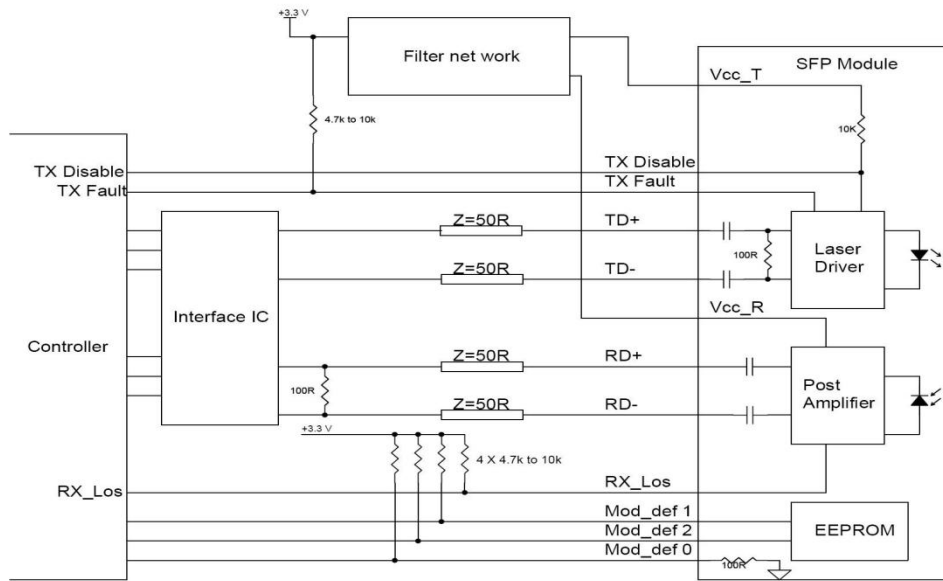 +3.3 V
Filter net work
SFP Module
Vcc_T
4.7k to 10k
10K
TX Disable
TX Disable
TX Fault
TX Fault
Z=50R
TD+
100R
Laser
Driver
Z=50R
TD-
Interface IC
Vcc_R
Controller
Z=50R
RD+
100R
Post
Amplifier
Z=50R
RD-
+3.3 V
4 X 4.7k to 10k
RX_Los
RX_Los
Mod_def 1
Mod_def 2
EEPROM
Mod_def 0
100R